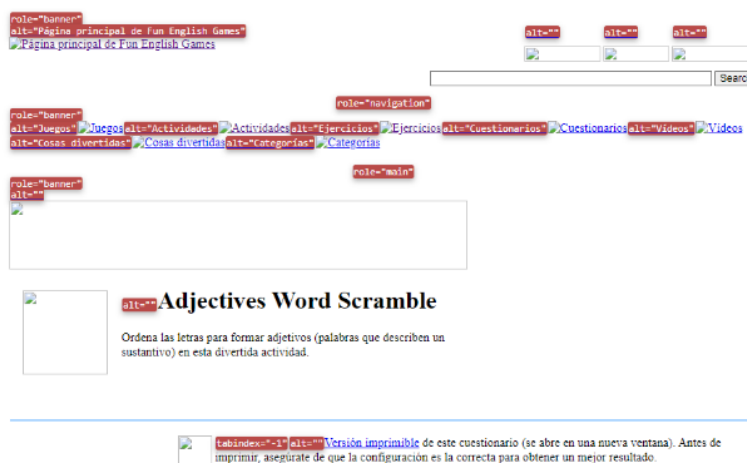 role="banner"
alt="Página principal de Fun English Games"
Página principal de Fun English Games
alt="" alt="" alt=""
Searc
role="navigation"
role="banner"
alt="Juegos" Juegos alt="Actividades" Actividades alt="Ejercicios" Ejercicios alt="Cuestionarios" Cuestionarios alt="Vídeos" Vídeos
alt="Cosas divertidas" Cosas divertidas alt="Categorías" Categorías
role="main"
role="banner"
alt=""
alt="" Adjectives Word Scramble
Ordena las letras para formar adjetivos (palabras que describen un
sustantivo) en esta divertida actividad.
tabindex="-1" alt="" Versión imprimible de este cuestionario (se abre en una nueva ventana). Antes de
imprimir, asegúrate de que la configuración es la correcta para obtener un mejor resultado.